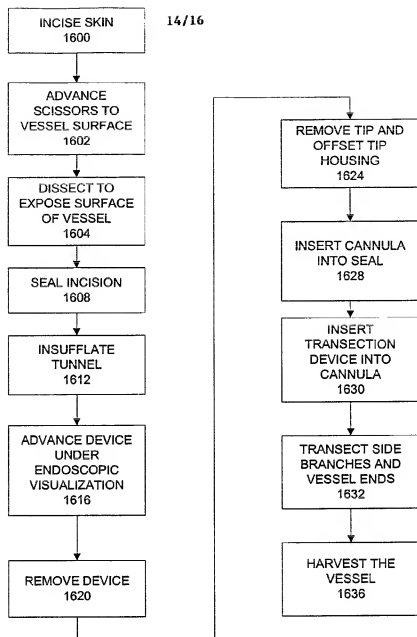 14/16
INCISE SKIN
1600
ADVANCE
SCISSORS TO
VESSEL SURFACE
1602
DISSECT TO
EXPOSE SURFACE
OF VESSEL
1604
SEAL INCISION
1608
INSUFFLATE
TUNNEL
1612
ADVANCE DEVICE
UNDER
ENDOSCOPIC
VISUALIZATION
1616
REMOVE DEVICE
1620
REMOVE TIP AND
OFFSET TIP
HOUSING
1624
INSERT CANNULA
INTO SEAL
1628
INSERT
TRANSECTION
DEVICE INTO
CANNULA
1630
TRANSECT SIDE
BRANCHES AND
VESSEL ENDS
1632
HARVEST THE
VESSEL
1636